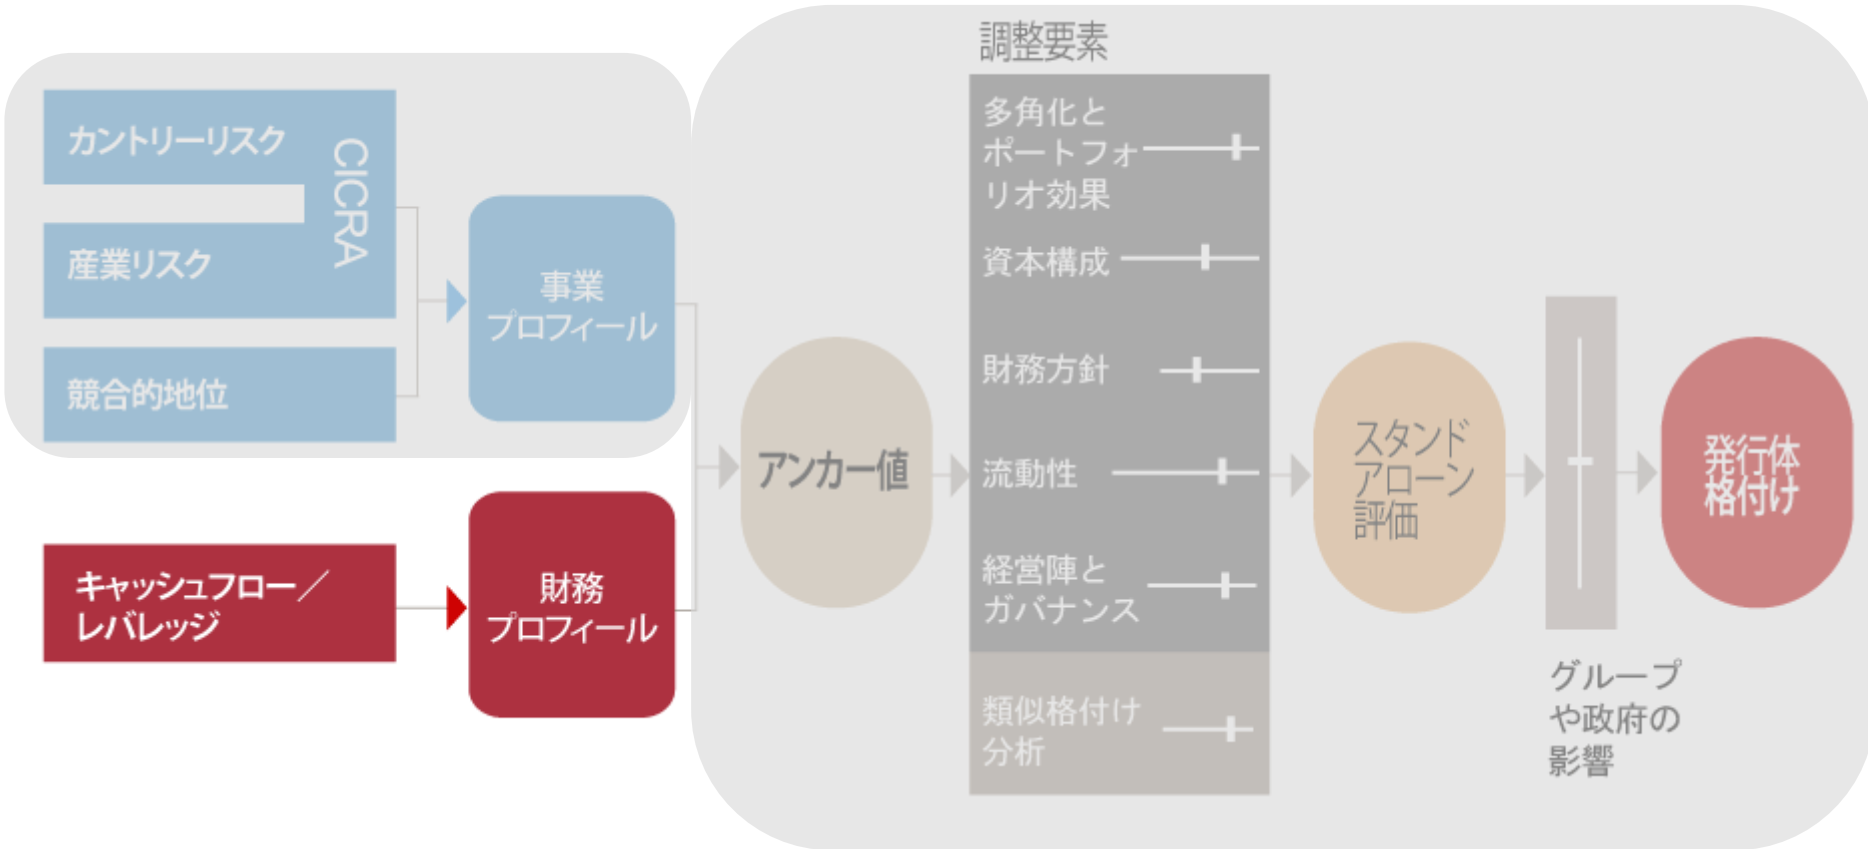 カントリーリスク
CICRA
産業リスク
競合的地位
事業
プロフィール
キャッシュフロー／
レバレッジ
財務
プロフィール
アンカー値
調整要素
多角化と
ポートフォ
リオ効果
資本構成
財務方針
流動性
経営陣と
ガバナンス
類似格付け
分析
スタンド
アローン
評価
グループ
や政府の
影響
発行体
格付け